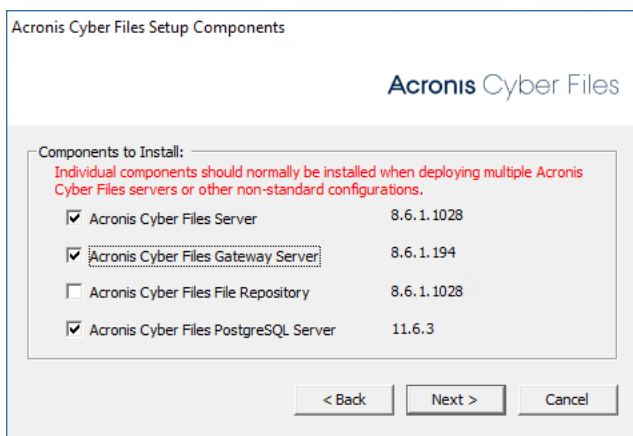 Acronis Cyber Files Setup Components
Acronis Cyber Files
Components to Install:
Individual components should normally be installed when deploying multiple Acronis
Cyber Files servers or other non-standard configurations.
Acronis Cyber Files Server 8.6.1.1028
Acronis Cyber Files Gateway Server 8.6.1.194
Acronis Cyber Files File Repository 8.6.1.1028
Acronis Cyber Files PostgreSQL Server 11.6.3
< Back Next > Cancel